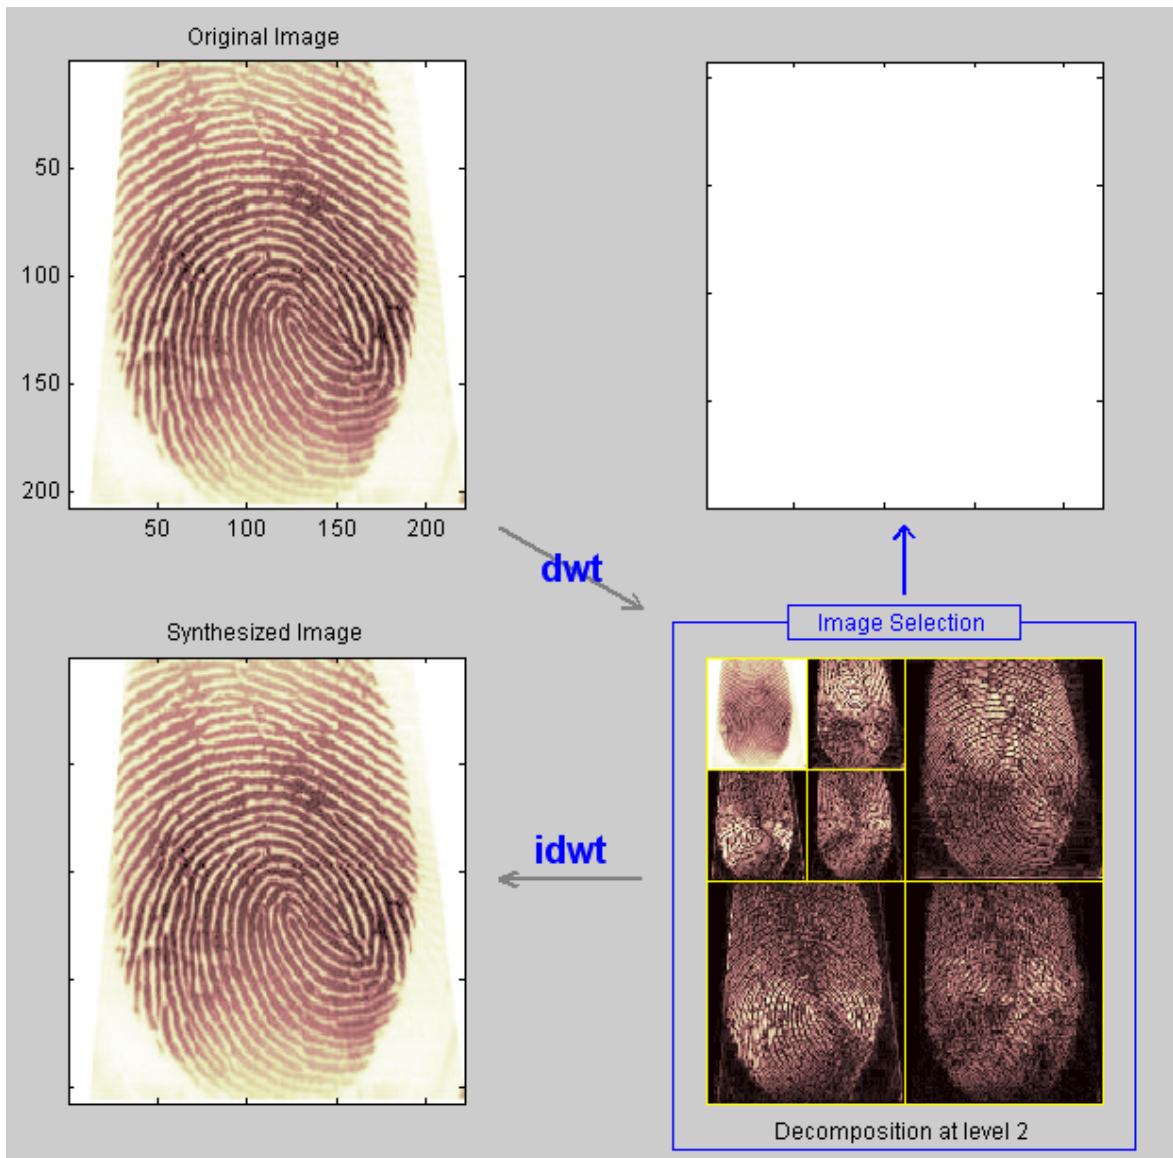 Original Image
50
100
150
200
50 100 150 200
dwt
Synthesized Image
Image Selection
idwt
Decomposition at level 2